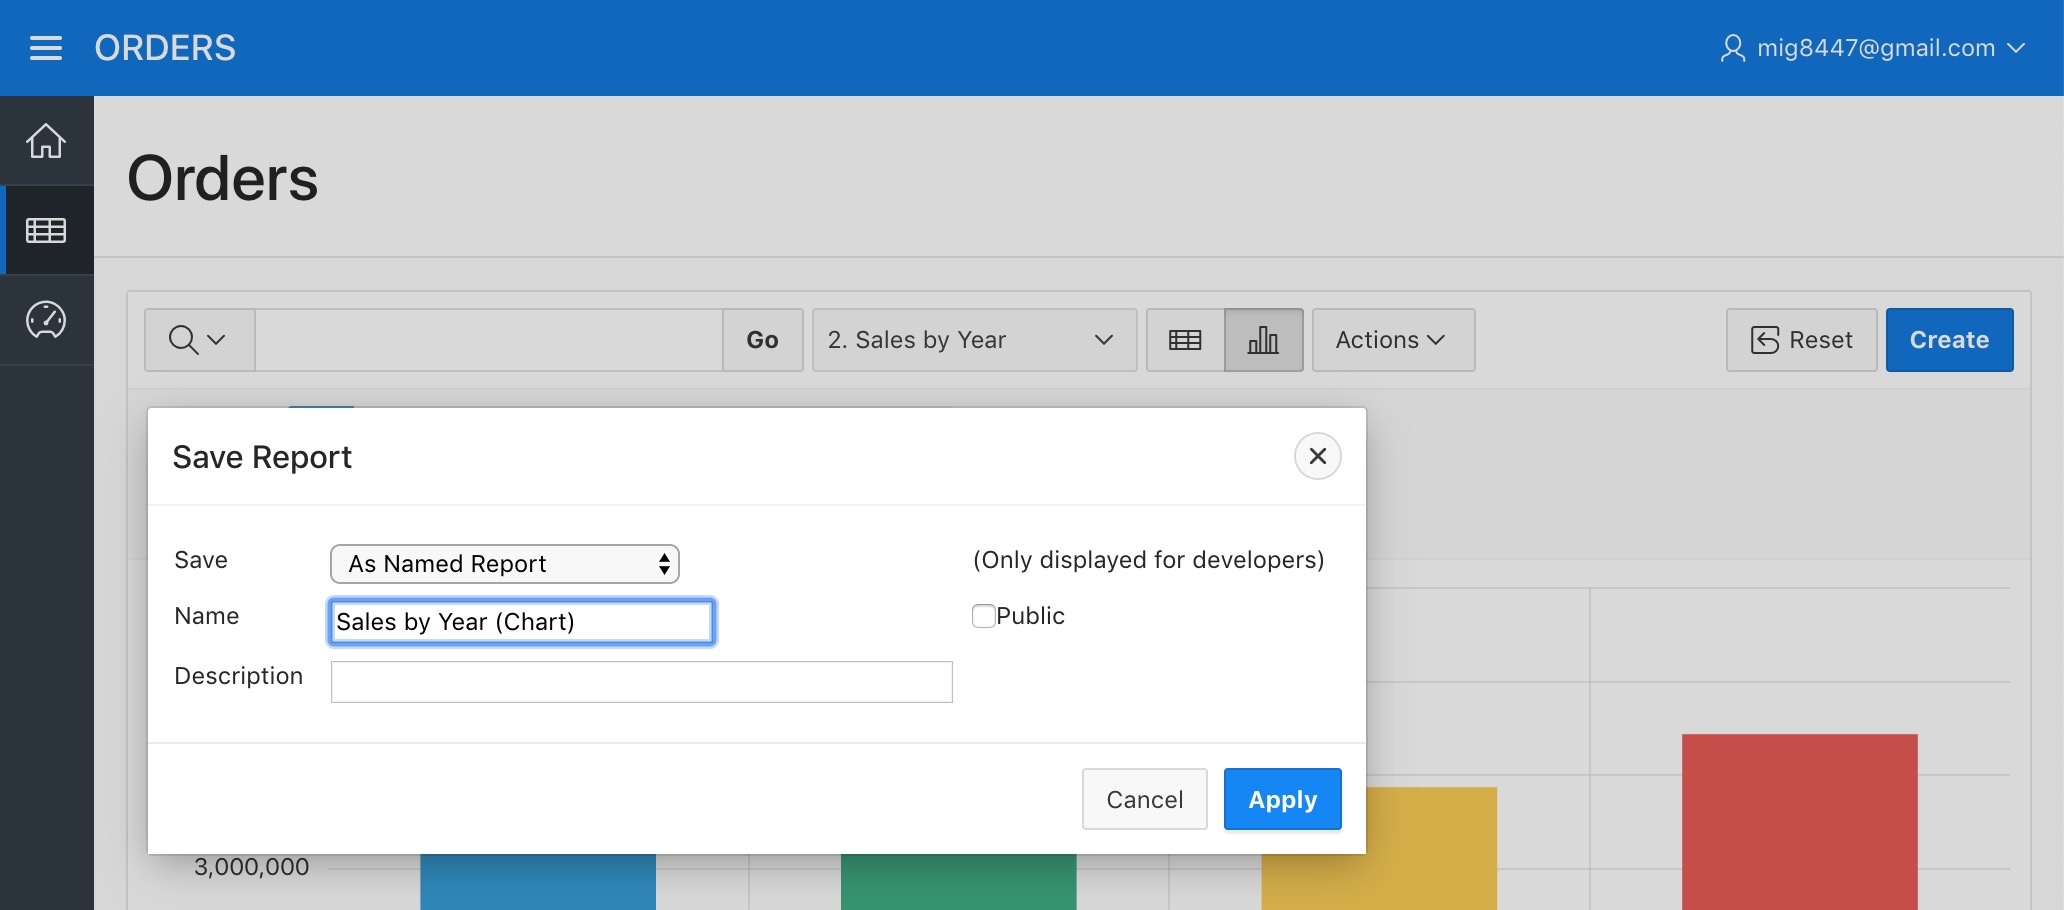 ORDERS
mig8447@gmail.com
Orders
Go
2. Sales by Year
Actions
Reset
Create
Save Report
Save
As Named Report
(Only displayed for developers)
Name
Sales by Year (Chart)
Public
Description
Cancel
Apply
3,000,000